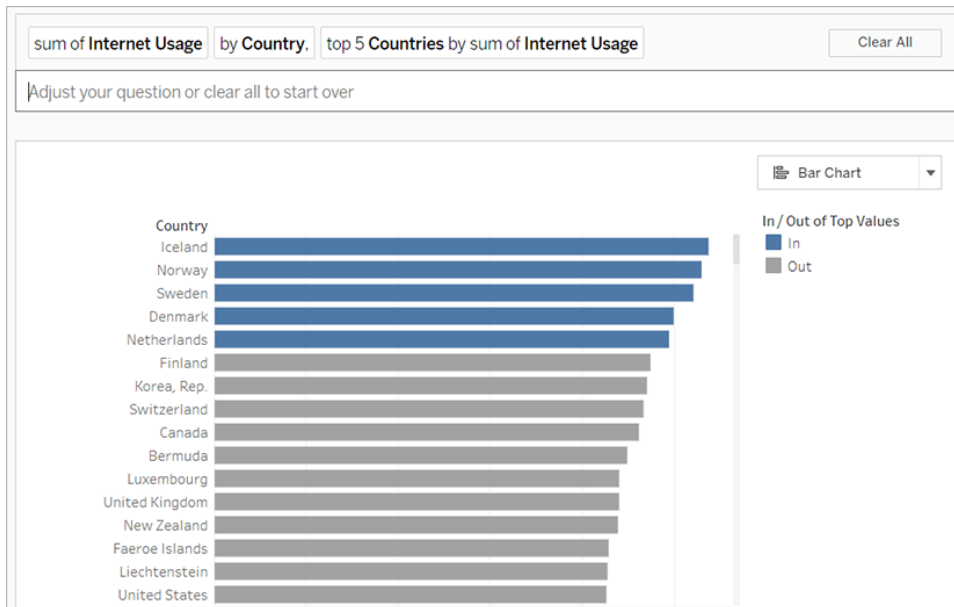 sum of Internet Usage by Country, top 5 Countries by sum of Internet Usage Clear All
Adjust your question or clear all to start over
Bar Chart
Country
In / Out of Top Values
In
Out
Iceland
Norway
Sweden
Denmark
Netherlands
Finland
Korea, Rep.
Switzerland
Canada
Bermuda
Luxembourg
United Kingdom
New Zealand
Faeroe Islands
Liechtenstein
United States